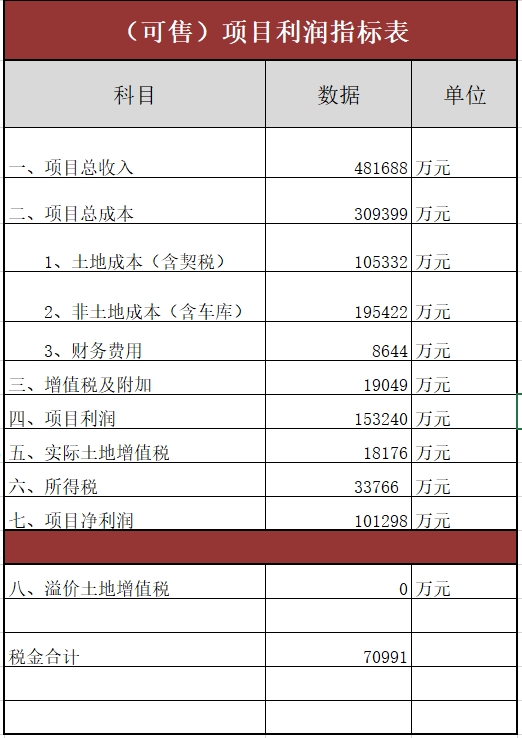 （可售）项目利润指标表
科目 数据 单位
一、项目总收入 481688 万元
二、项目总成本 309399 万元
1、土地成本（含契税） 105332 万元
2、非土地成本（含车库） 195422 万元
3、财务费用 8644 万元
三、增值税及附加 19049 万元
四、项目利润 153240 万元
五、实际土地增值税 18176 万元
六、所得税 33766 万元
七、项目净利润 101298 万元
八、溢价土地增值税 0 万元
税金合计 70991